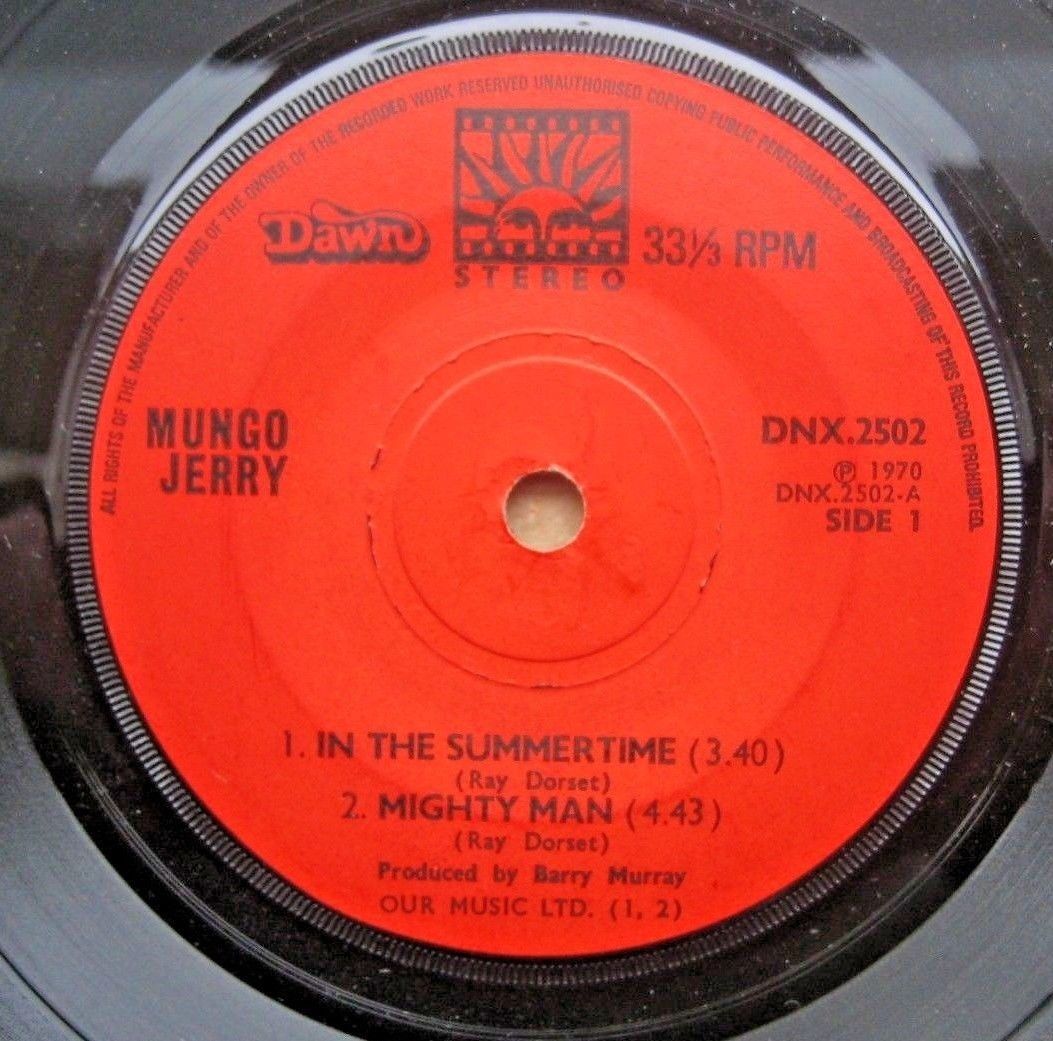 ALL RIGHTS OF THE MANUFACTURER AND OF THE OWNER OF THE RECORDED WORK RESERVED UNAUTHORISED COPYING PUBLIC PERFORMANCE AND BROADCASTING OF THIS RECORD PROHIBITED.
Dawn
STEREO
33⅓ RPM
MUNGO
JERRY
DNX.2502
℗ 1970
DNX.2502-A
SIDE 1
1. IN THE SUMMERTIME (3.40)
(Ray Dorset)
2. MIGHTY MAN (4.43)
(Ray Dorset)
Produced by Barry Murray
OUR MUSIC LTD. (1, 2)